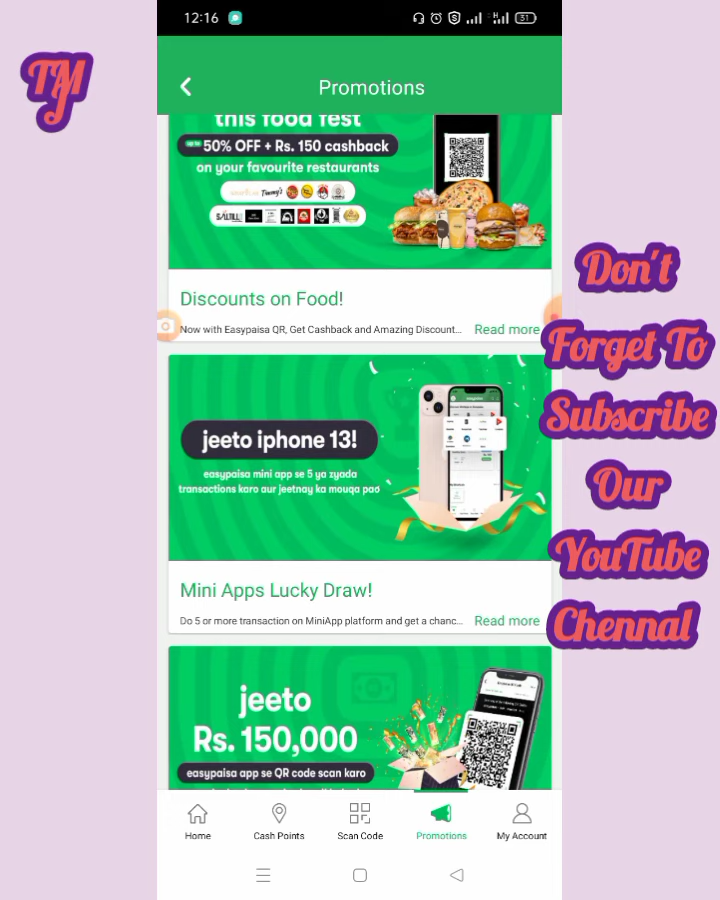 12:16
31
TMJ
Promotions
this food fest
50% OFF + Rs. 150 cashback
on your favourite restaurants
Discounts on Food!
Now with Easypaisa QR, Get Cashback and Amazing Discount...
Read more
jeeto iphone 13!
easypaisa mini app se 5 ya zyada
transactions karo aur jeetnay ka mouqa pao
Mini Apps Lucky Draw!
Do 5 or more transaction on MiniApp platform and get a chanc...
Read more
jeeto
Rs. 150,000
easypaisa app se QR code scan karo
Home
Cash Points
Scan Code
Promotions
My Account
Don't
Forget To
Subscribe
Our
YouTube
Chennal